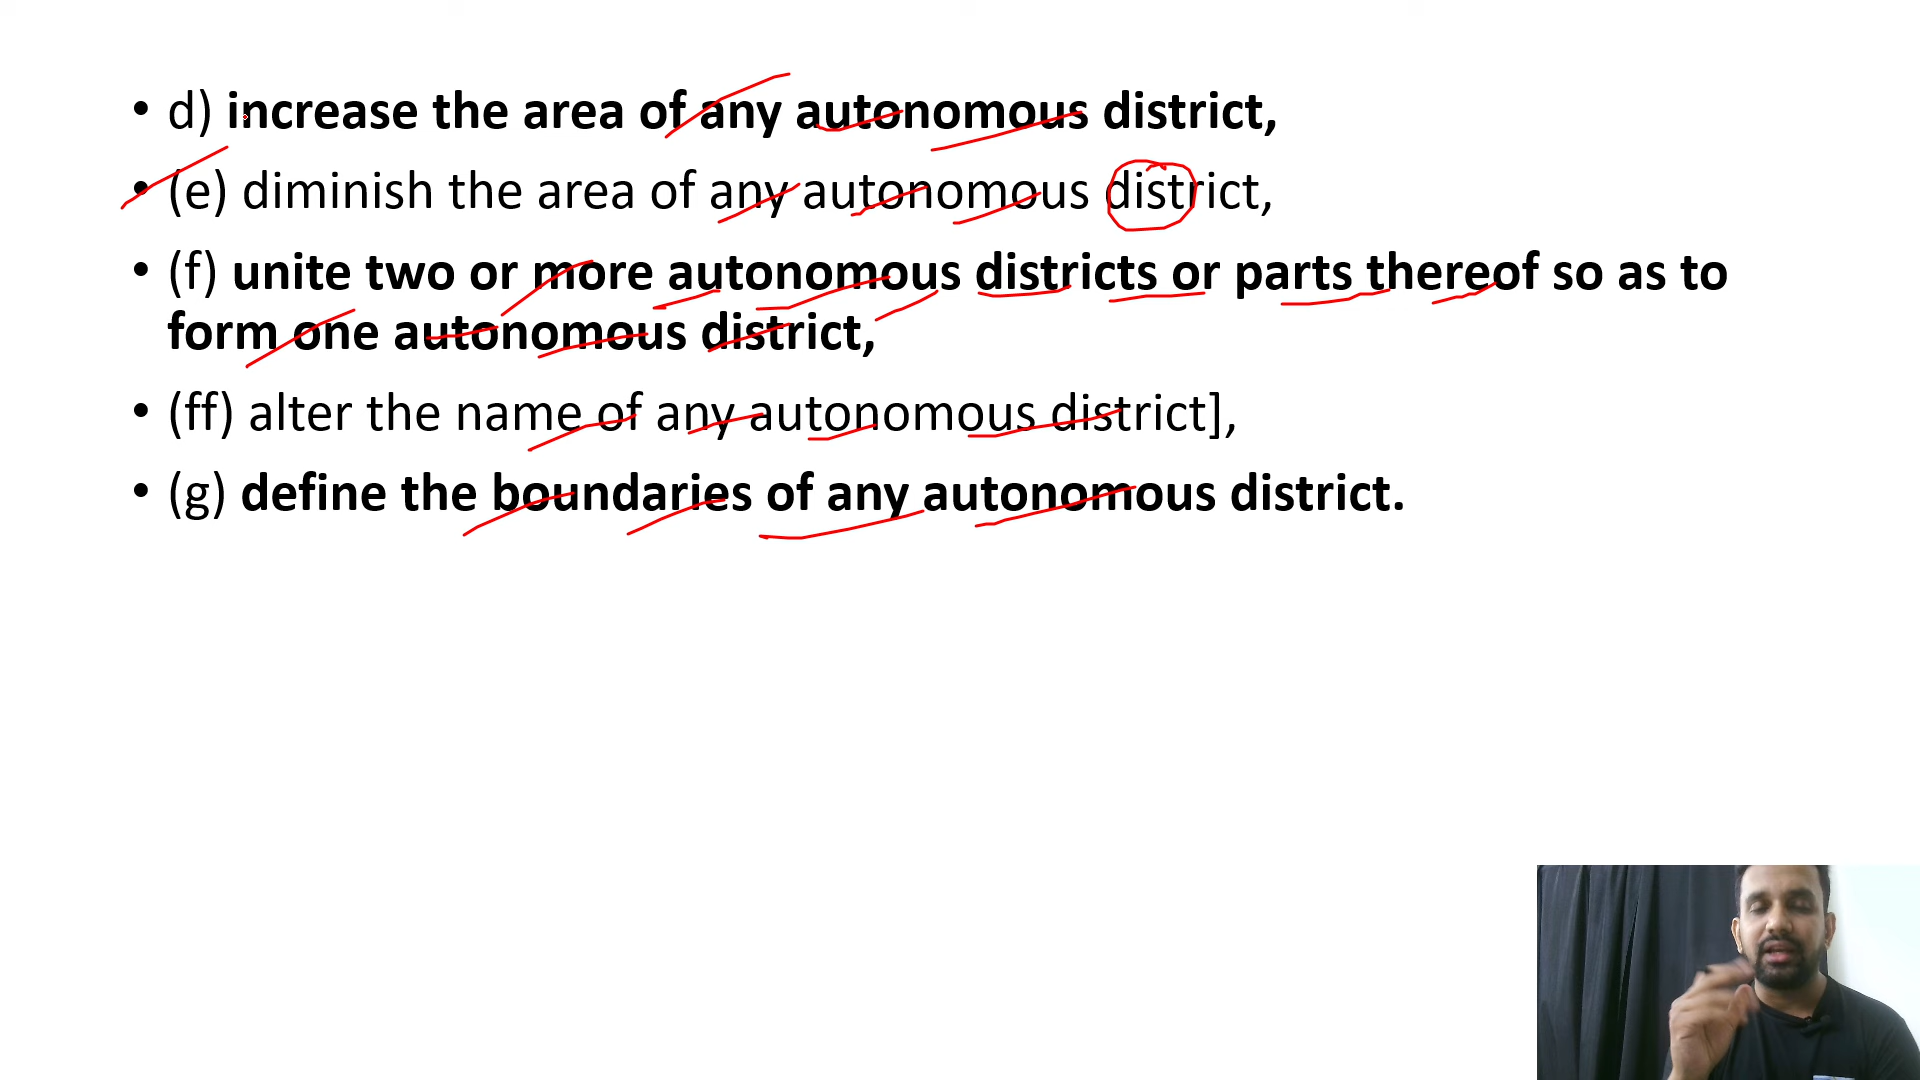 • d) increase the area of any autonomous district,
• (e) diminish the area of any autonomous district,
• (f) unite two or more autonomous districts or parts thereof so as to
form one autonomous district,
• (ff) alter the name of any autonomous district],
• (g) define the boundaries of any autonomous district.